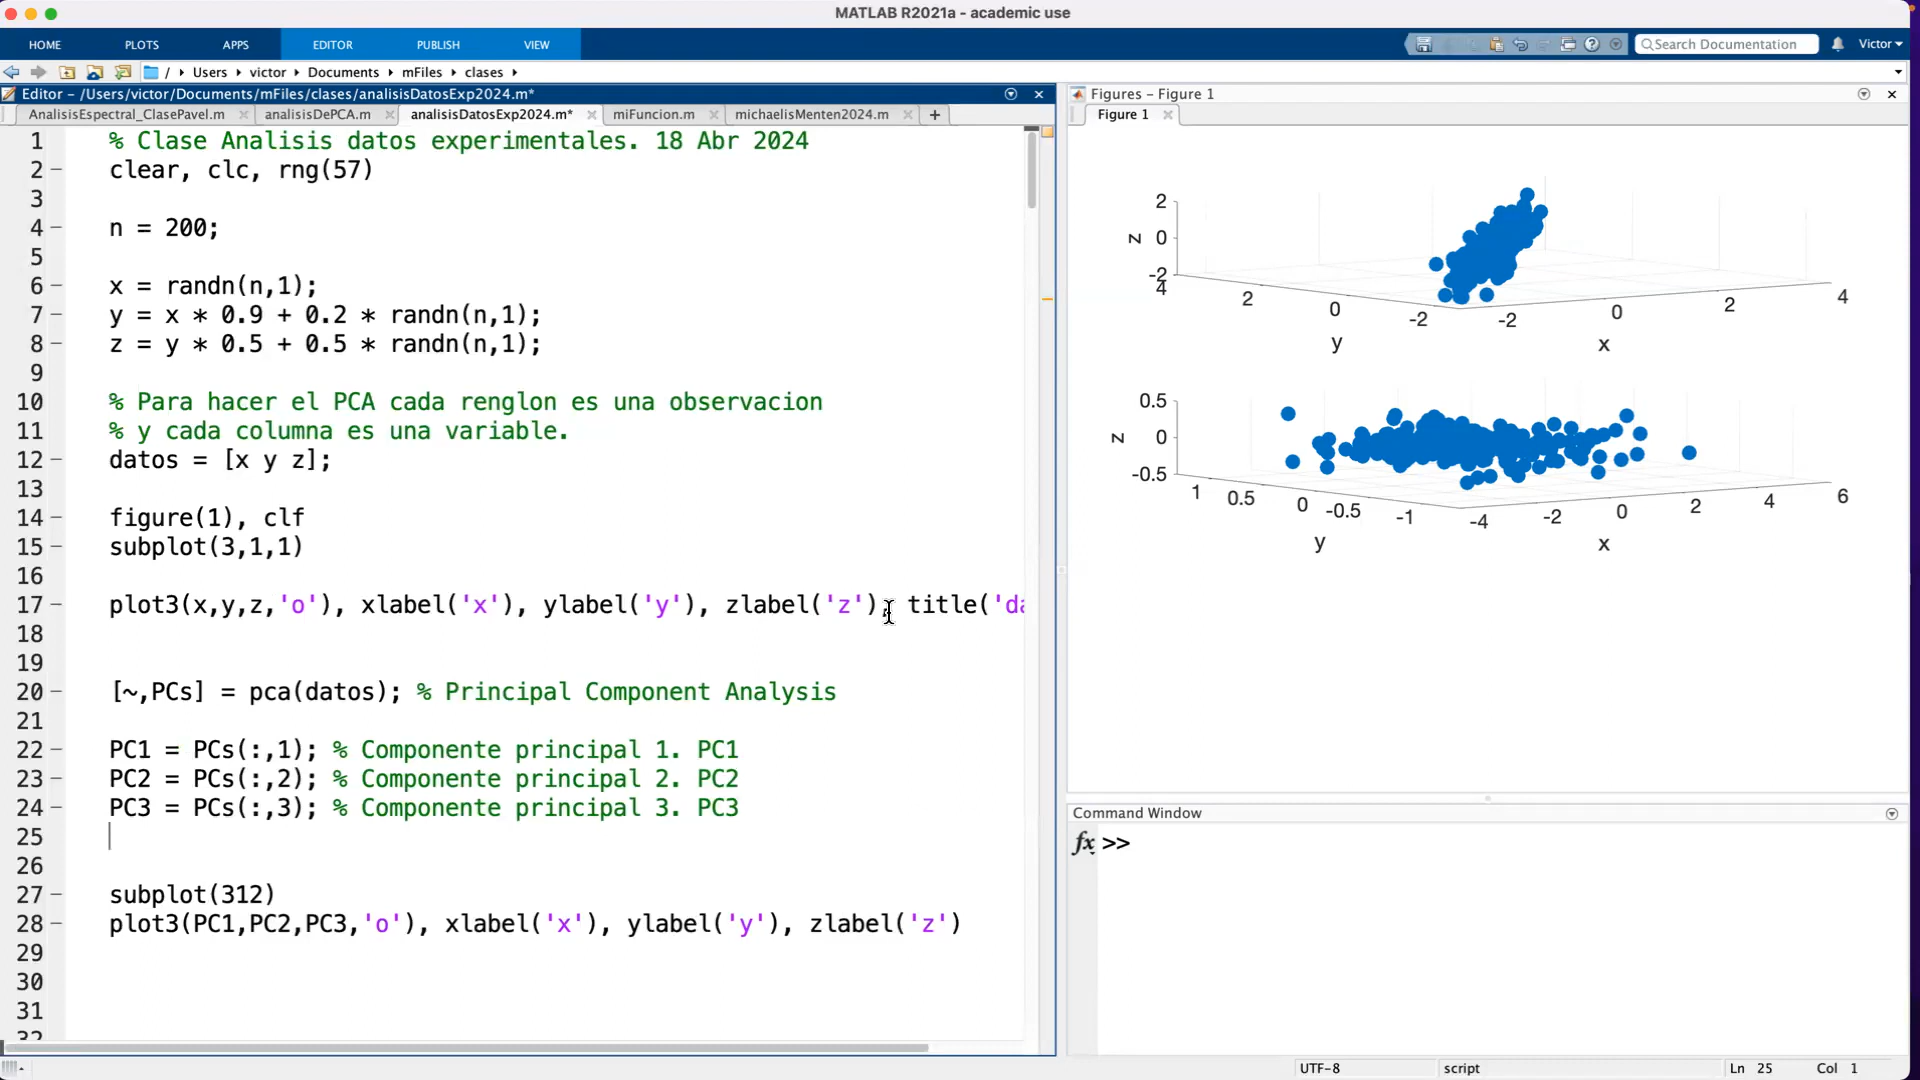 MATLAB R2021a - academic use
HOME PLOTS APPS EDITOR PUBLISH VIEW Search Documentation Victor
/ Users victor Documents mFiles clases
Editor - /Users/victor/Documents/mFiles/clases/analisisDatosExp2024.m*
AnalisisEspectral_ClasePavel.m analisisDePCA.m analisisDatosExp2024.m* miFuncion.m michaelisMenten2024.m +
1 % Clase Analisis datos experimentales. 18 Abr 2024
2 clear, clc, rng(57)
3
4 n = 200;
5
6 x = randn(n,1);
7 y = x * 0.9 + 0.2 * randn(n,1);
8 z = y * 0.5 + 0.5 * randn(n,1);
9
10 % Para hacer el PCA cada renglon es una observacion
11 % y cada columna es una variable.
12 datos = [x y z];
13
14 figure(1), clf
15 subplot(3,1,1)
16
17 plot3(x,y,z,'o'), xlabel('x'), ylabel('y'), zlabel('z'), title('da
18
19
20 [~,PCs] = pca(datos); % Principal Component Analysis
21
22 PC1 = PCs(:,1); % Componente principal 1. PC1
23 PC2 = PCs(:,2); % Componente principal 2. PC2
24 PC3 = PCs(:,3); % Componente principal 3. PC3
25
26
27 subplot(312)
28 plot3(PC1,PC2,PC3,'o'), xlabel('x'), ylabel('y'), zlabel('z')
29
30
31
32
Figures - Figure 1
Figure 1
2
z 0
-2
4 2 0 -2 -2 0 2 4
y x
0.5
z 0
-0.5
1 0.5 0 -0.5 -1 -4 -2 0 2 4 6
y x
Command Window
fx >>
UTF-8 script Ln 25 Col 1